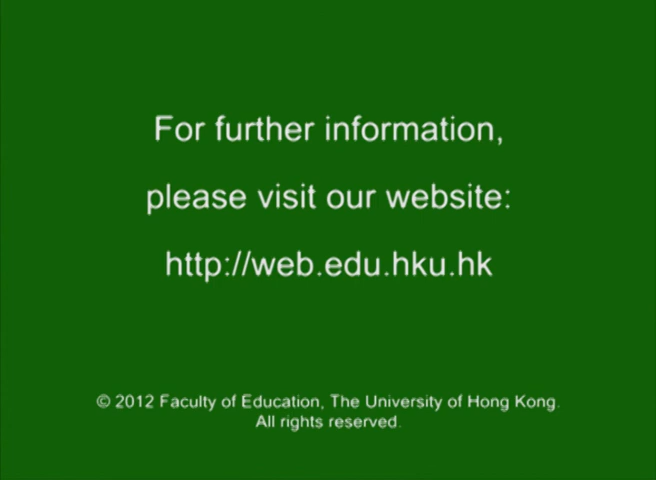 For further information,
please visit our website:
http://web.edu.hku.hk
© 2012 Faculty of Education, The University of Hong Kong.
All rights reserved.